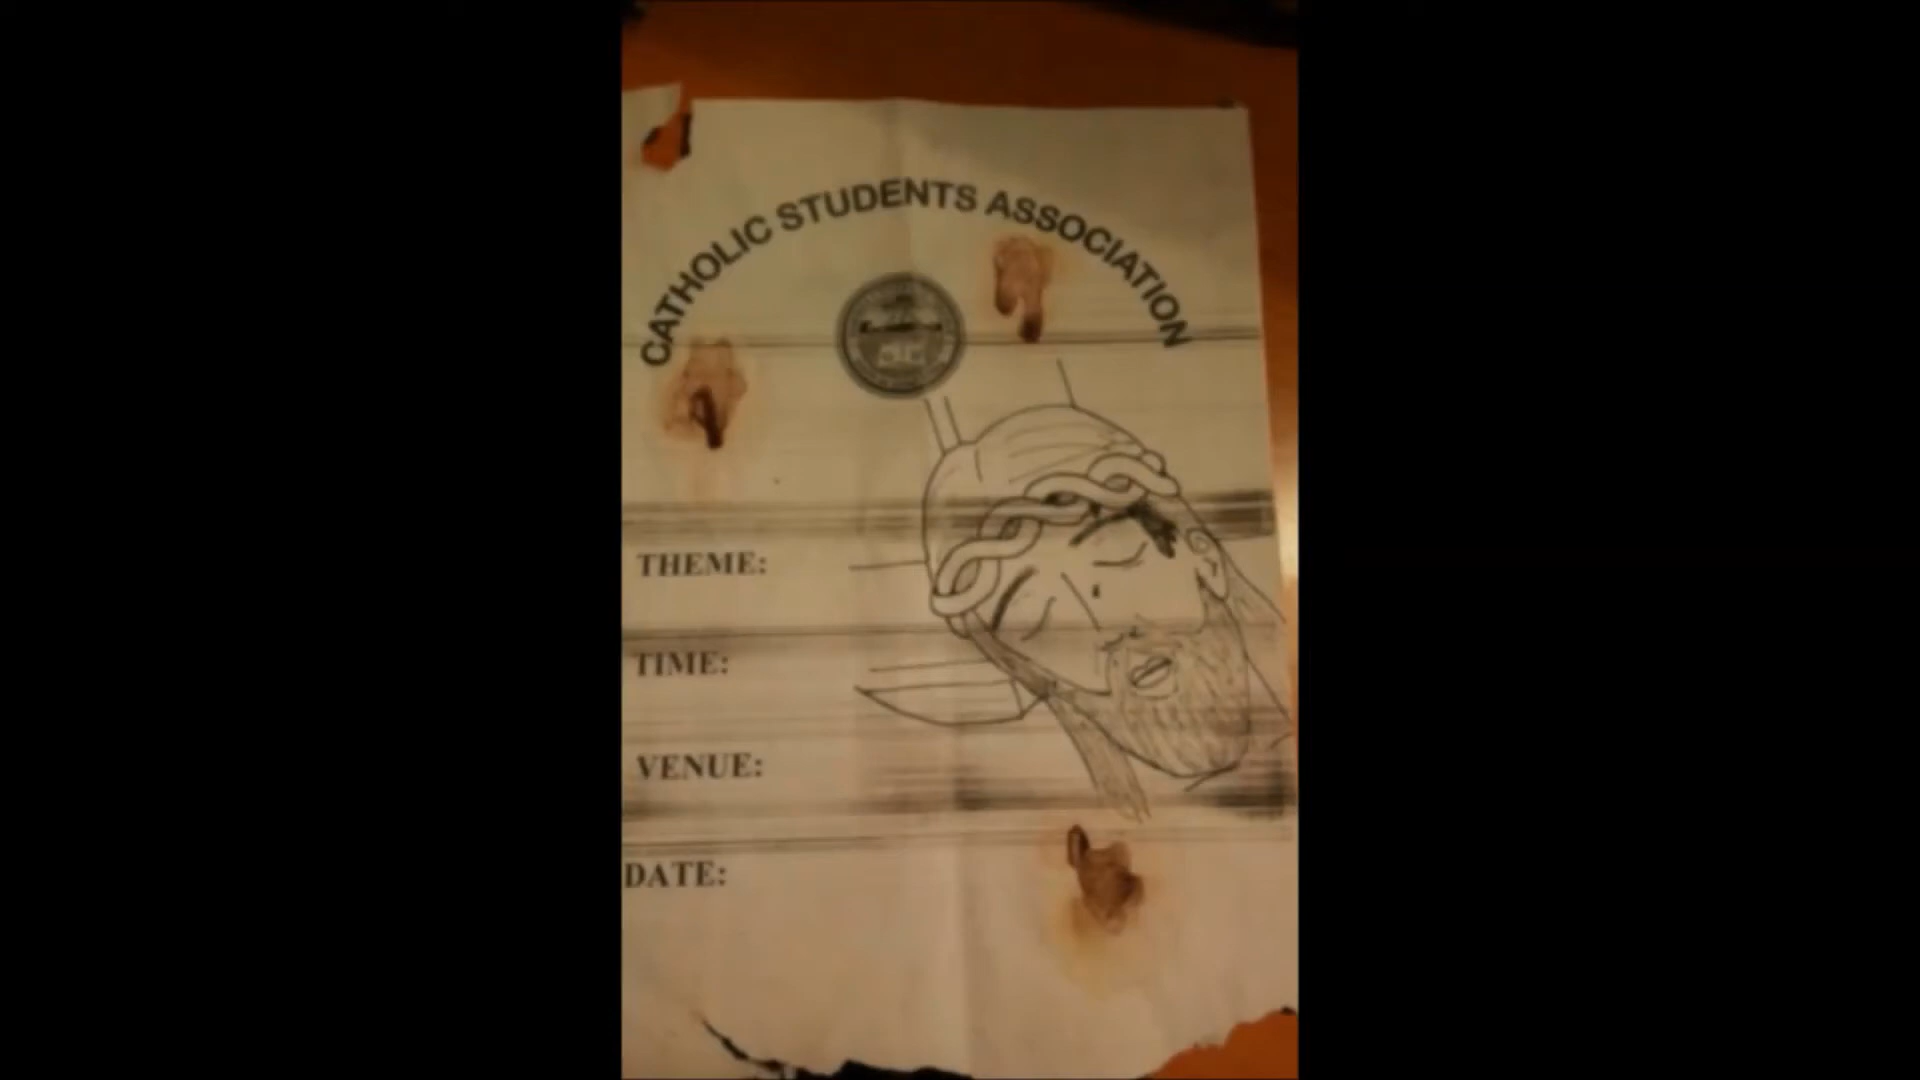 CATHOLIC STUDENTS ASSOCIATION
THEME:
TIME:
VENUE:
DATE: